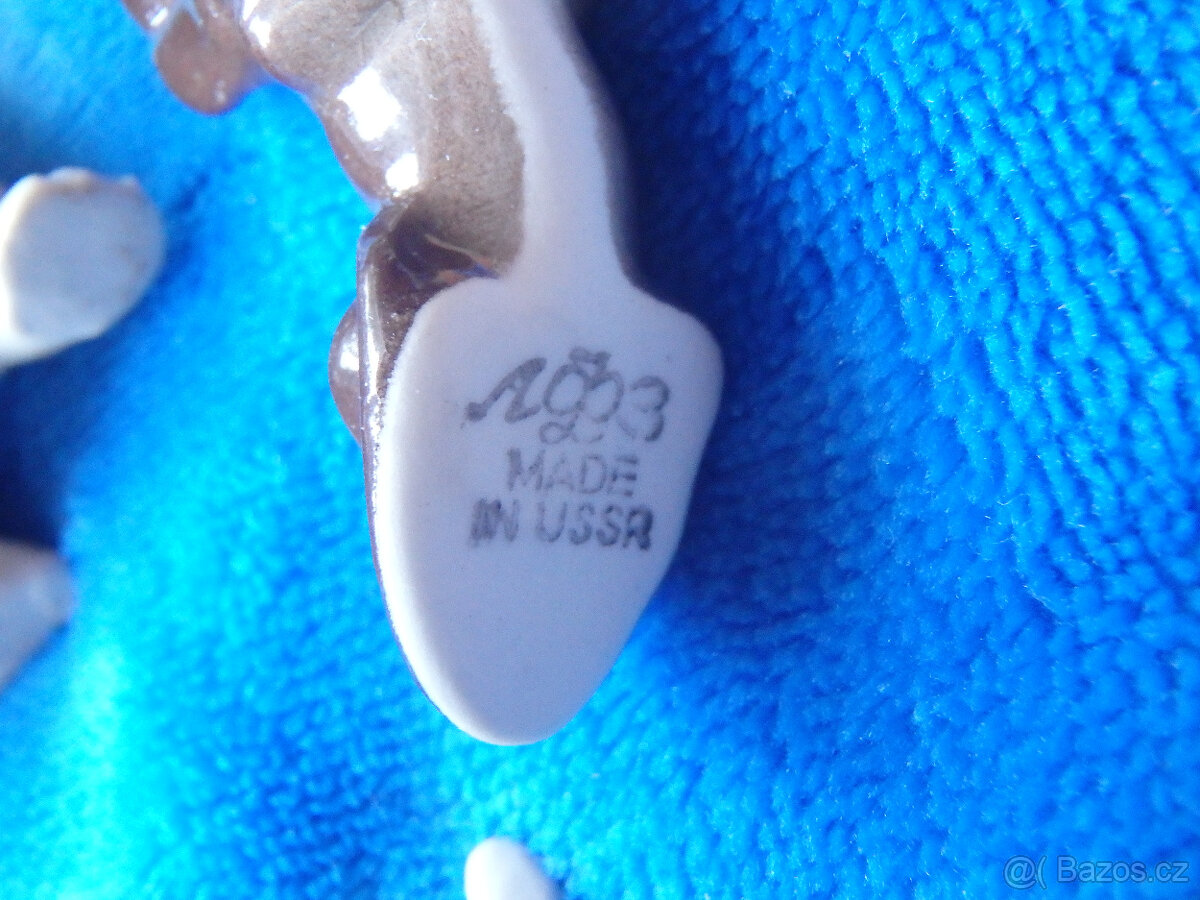 ЛФЗ
MADE
IN USSR
@( Bazos.cz